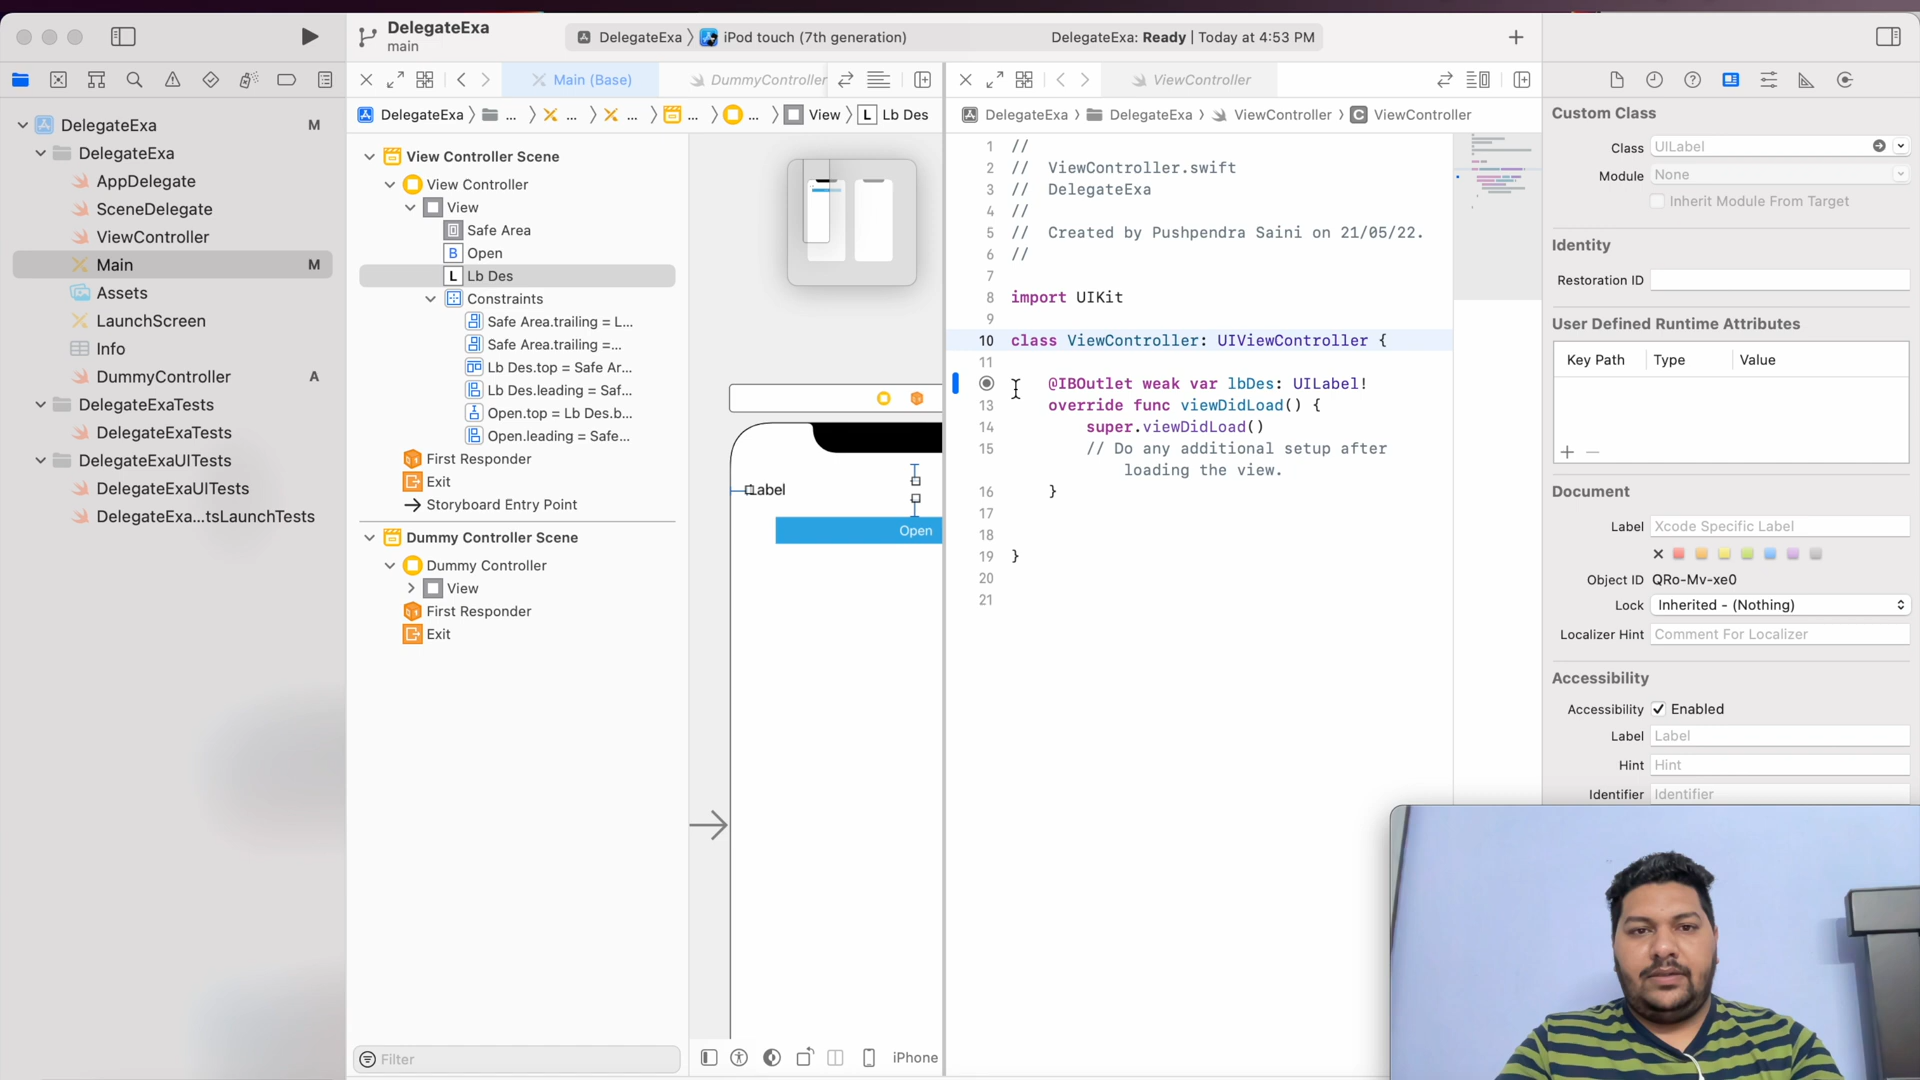 DelegateExa
main
DelegateExa
iPod touch (7th generation)
DelegateExa: Ready | Today at 4:53 PM
Main (Base)
DummyController
ViewController
DelegateExa
...
...
...
...
View
L Lb Des
DelegateExa
DelegateExa
ViewController
C ViewController
DelegateExa M
DelegateExa
AppDelegate
SceneDelegate
ViewController
Main M
Assets
LaunchScreen
Info
DummyController A
DelegateExaTests
DelegateExaTests
DelegateExaUITests
DelegateExaUITests
DelegateExa...tsLaunchTests
View Controller Scene
View Controller
View
Safe Area
B Open
L Lb Des
Constraints
Safe Area.trailing = L...
Safe Area.trailing =...
Lb Des.top = Safe Ar...
Lb Des.leading = Saf...
Open.top = Lb Des.b...
Open.leading = Safe...
First Responder
Exit
Storyboard Entry Point
Dummy Controller Scene
Dummy Controller
View
First Responder
Exit
Filter
Label
Open
iPhone
1 //
2 // ViewController.swift
3 // DelegateExa
4 //
5 // Created by Pushpendra Saini on 21/05/22.
6 //
7
8 import UIKit
9
10 class ViewController: UIViewController {
11
@IBOutlet weak var lbDes: UILabel!
13 override func viewDidLoad() {
14 super.viewDidLoad()
15 // Do any additional setup after
loading the view.
16 }
17
18
19 }
20
21
Custom Class
Class UILabel
Module None
Inherit Module From Target
Identity
Restoration ID
User Defined Runtime Attributes
Key Path Type Value
Document
Label Xcode Specific Label
Object ID QRo-Mv-xe0
Lock Inherited - (Nothing)
Localizer Hint Comment For Localizer
Accessibility
Accessibility Enabled
Label Label
Hint Hint
Identifier Identifier